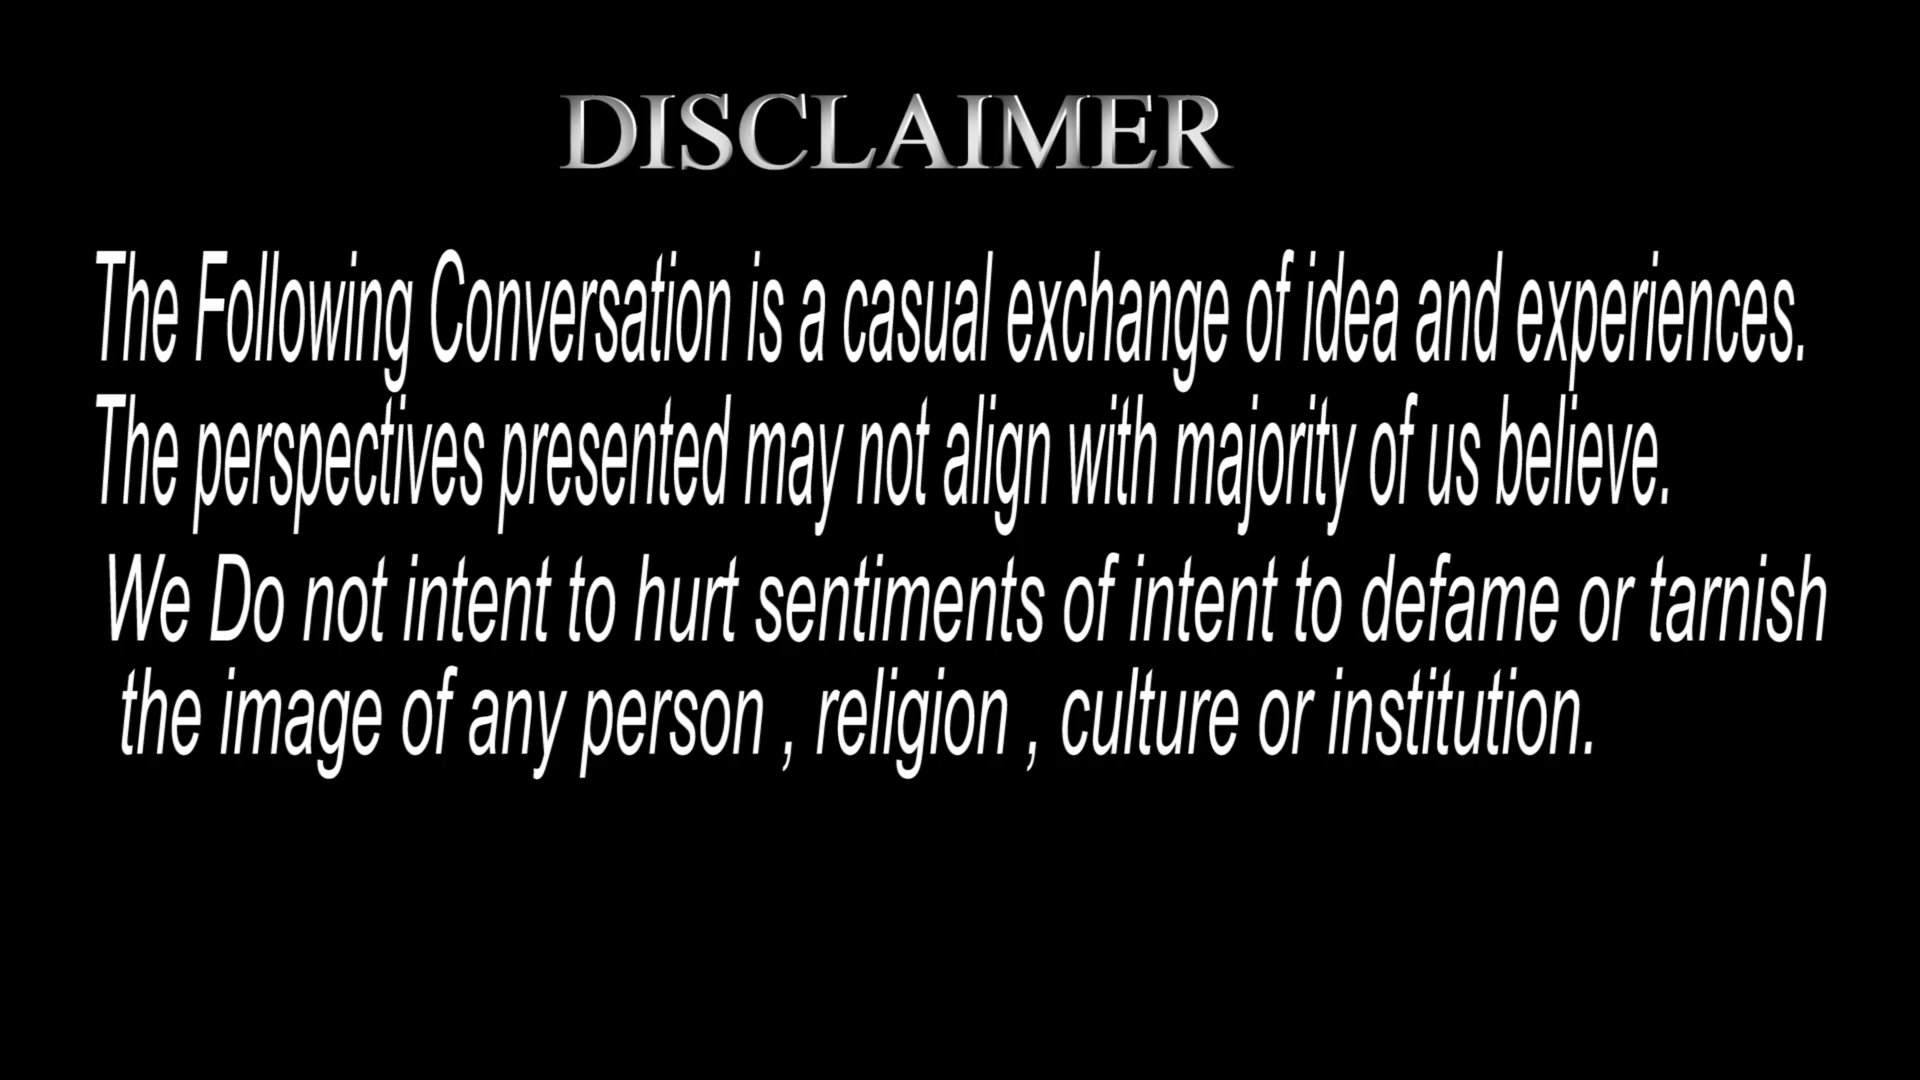 DISCLAIMER
The Following Conversation is a casual exchange of idea and experiences.
The perspectives presented may not align with majority of us believe.
We Do not intent to hurt sentiments of intent to defame or tarnish
the image of any person , religion , culture or institution.